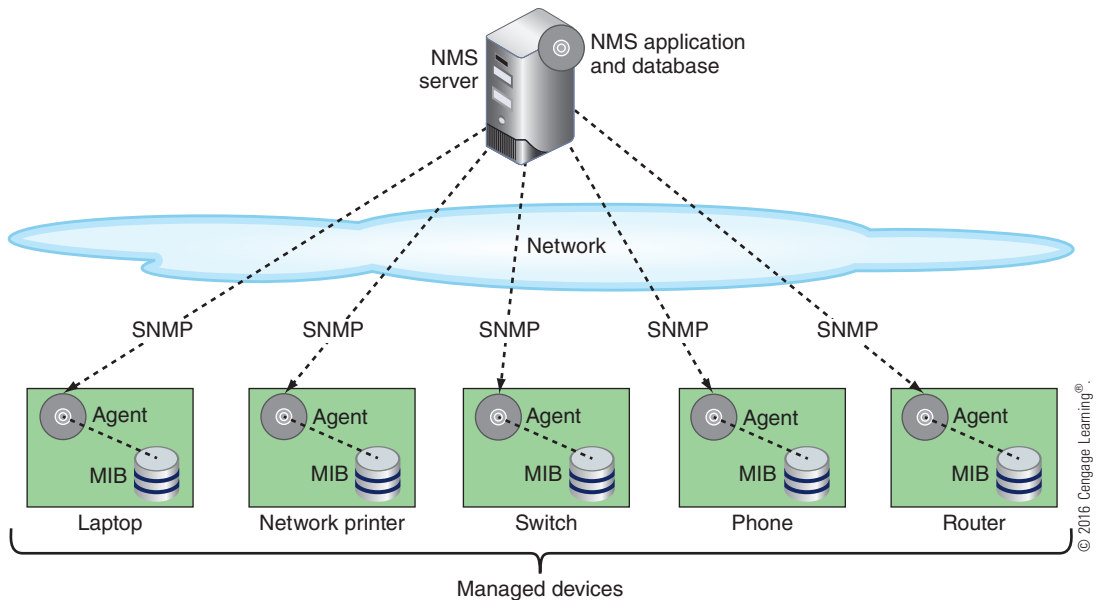 NMS
server
NMS application
and database
Network
SNMP SNMP SNMP SNMP SNMP
Agent Agent Agent Agent Agent
MIB MIB MIB MIB MIB
Laptop Network printer Switch Phone Router
Managed devices
© 2016 Cengage Learning®.